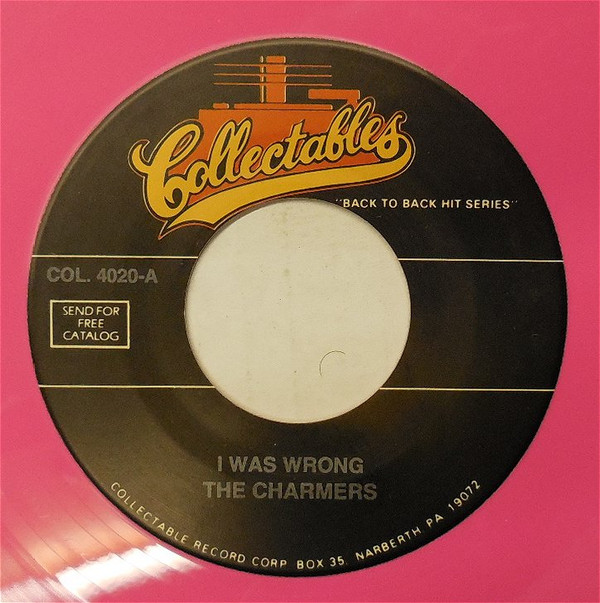 Collectables
"BACK TO BACK HIT SERIES"
COL. 4020-A
SEND FOR
FREE
CATALOG
I WAS WRONG
THE CHARMERS
COLLECTABLE RECORD CORP BOX 35. NARBERTH PA 19072